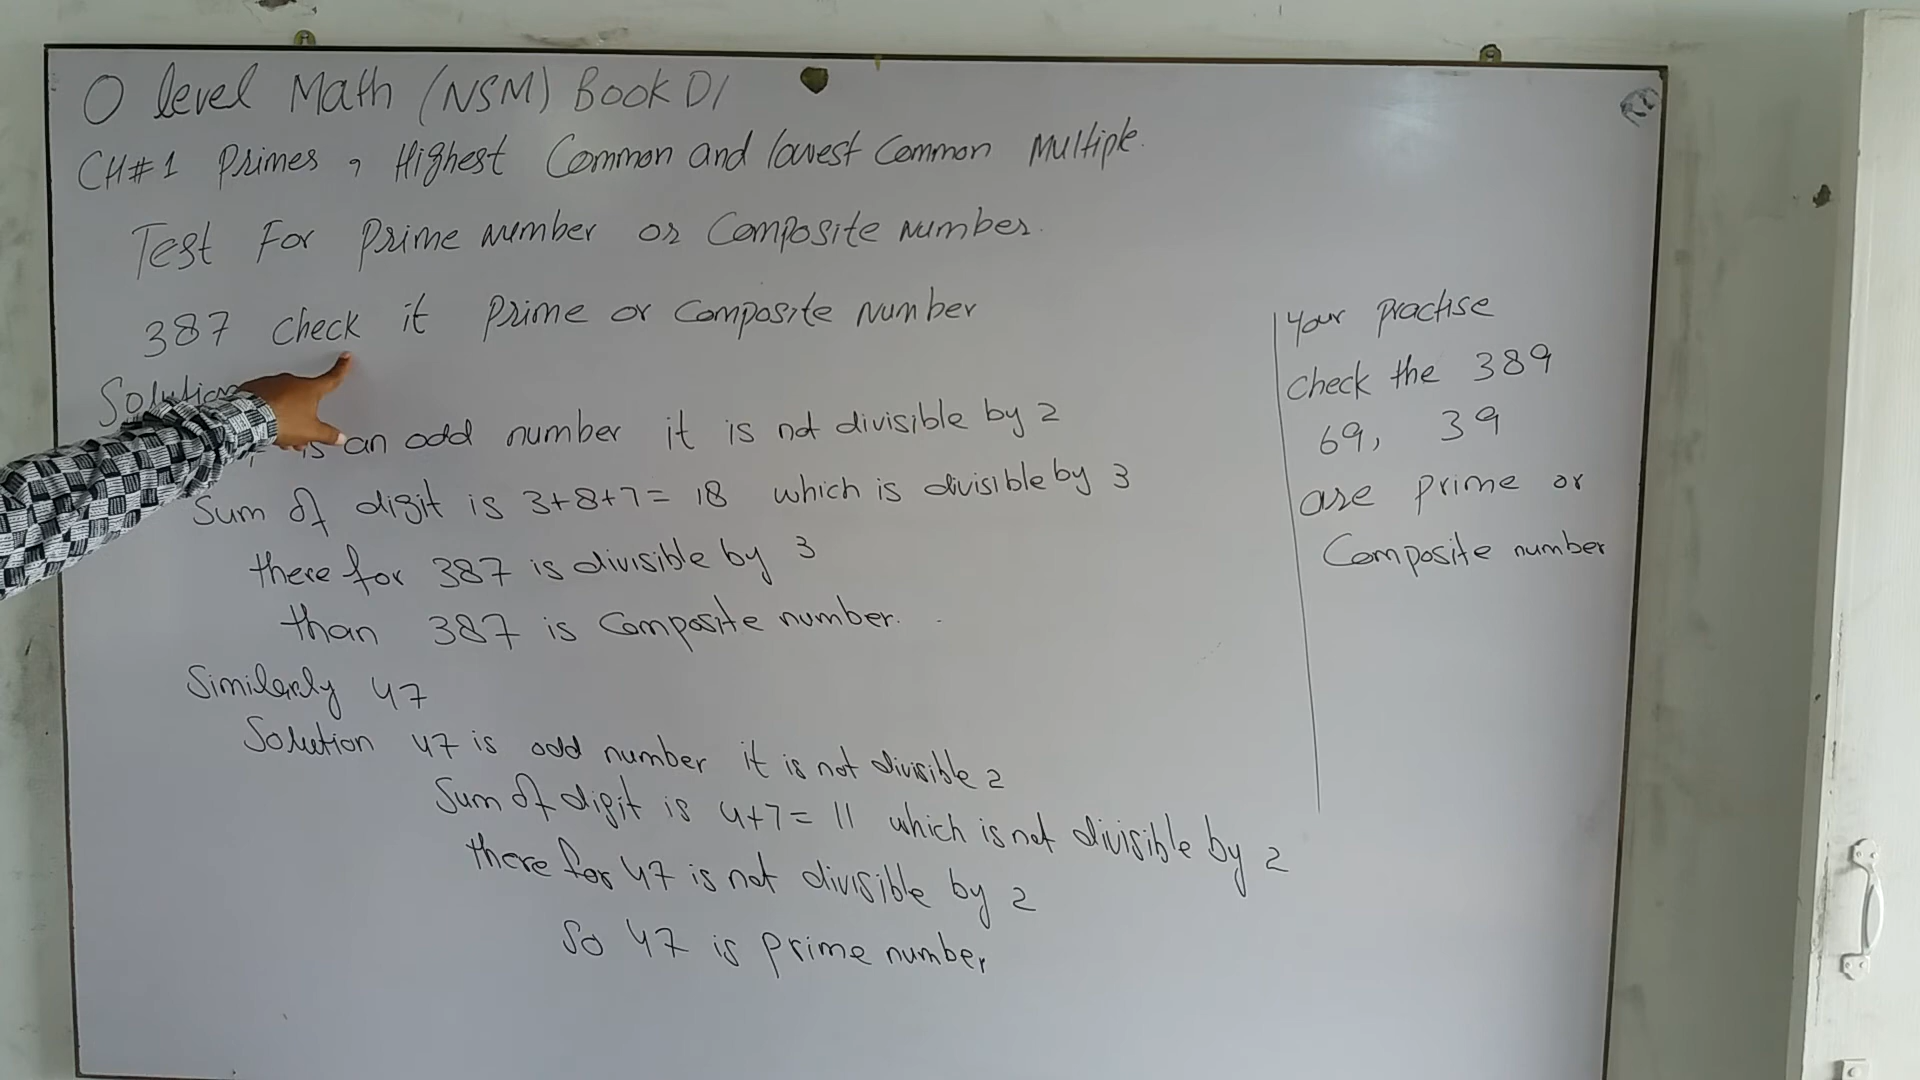 O level Math (NSM) Book D1
CH#1 Primes, Highest Common and lowest Common Multiple.
Test For Prime number or Composite number.
387 check it Prime or Composite number
Solution
is an odd number it is not divisible by 2
Sum of digit is 3+8+7= 18 which is divisible by 3
there for 387 is divisible by 3
than 387 is Composite number.
Similarly 47
Solution 47 is odd number it is not divisible 2
Sum of digit is 4+7= 11 which is not divisible by 2
there for 47 is not divisible by 2
So 47 is prime number
your practise
check the 389
69, 39
are prime or
Composite number